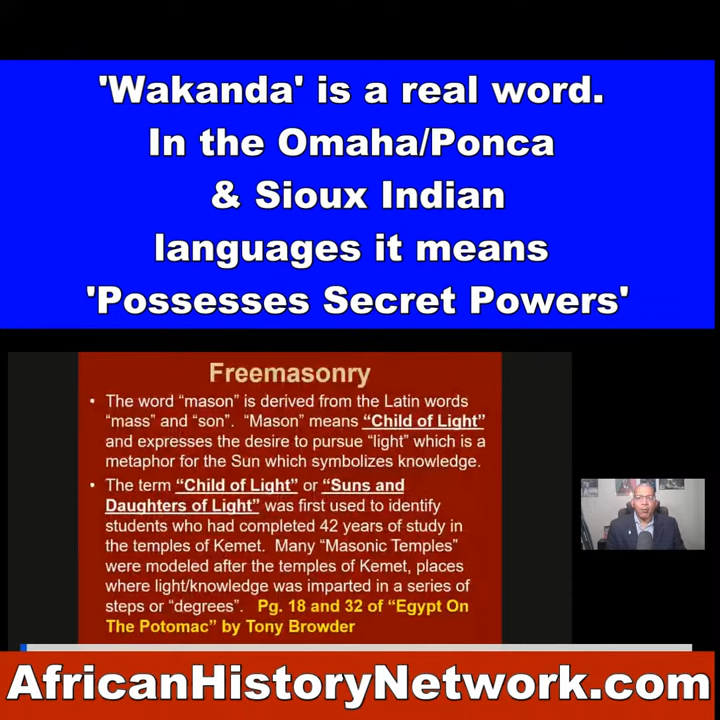 'Wakanda' is a real word.
In the Omaha/Ponca
& Sioux Indian
languages it means
'Possesses Secret Powers'
Freemasonry
• The word “mason” is derived from the Latin words
“mass” and “son”. “Mason” means “Child of Light”
and expresses the desire to pursue “light” which is a
metaphor for the Sun which symbolizes knowledge.
• The term “Child of Light” or “Suns and
Daughters of Light” was first used to identify
students who had completed 42 years of study in
the temples of Kemet. Many “Masonic Temples”
were modeled after the temples of Kemet, places
where light/knowledge was imparted in a series of
steps or “degrees”. Pg. 18 and 32 of “Egypt On
The Potomac” by Tony Browder
AfricanHistoryNetwork.com